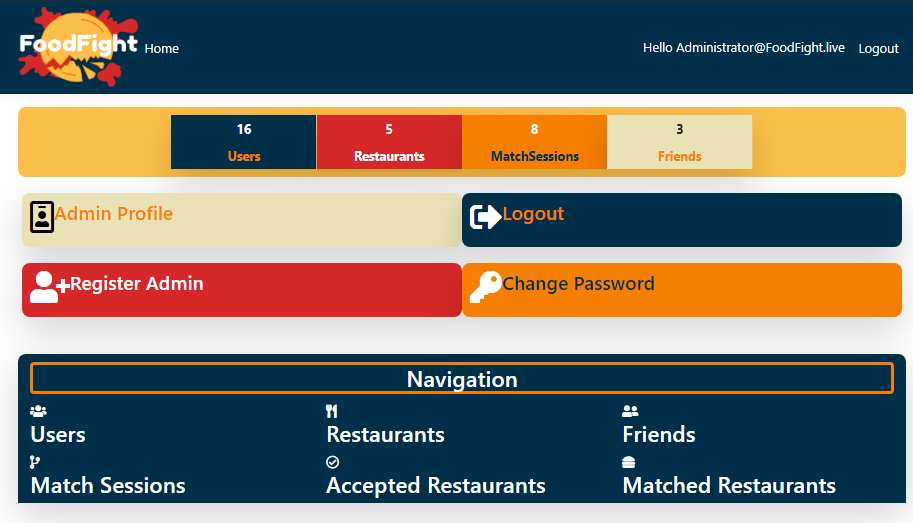 FoodFight
Home
Hello Administrator@FoodFight.live
Logout
16
5
8
3
Users
Restaurants
MatchSessions
Friends
Admin Profile
Logout
Register Admin
Change Password
Navigation
Users
Restaurants
Friends
Match Sessions
Accepted Restaurants
Matched Restaurants